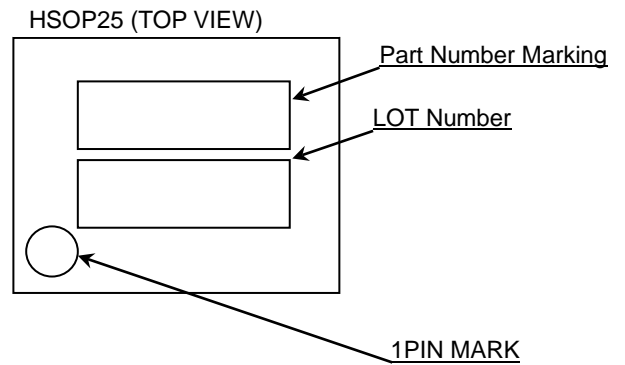 HSOP25 (TOP VIEW)
Part Number Marking
LOT Number
1PIN MARK